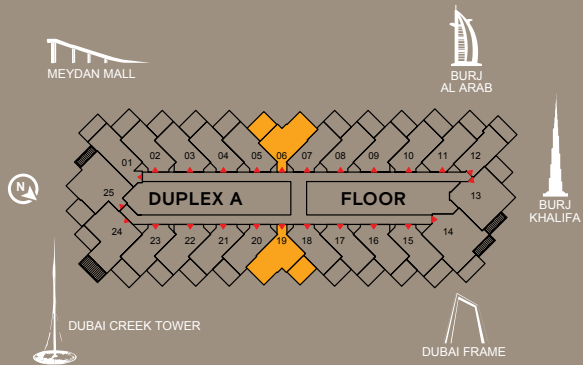 MEYDAN MALL
BURJ
AL ARAB
01 02 03 04 05 06 07 08 09 10 11 12
N
25 DUPLEX A FLOOR 13
BURJ
KHALIFA
24 23 22 21 20 19 18 17 16 15 14
DUBAI CREEK TOWER
DUBAI FRAME